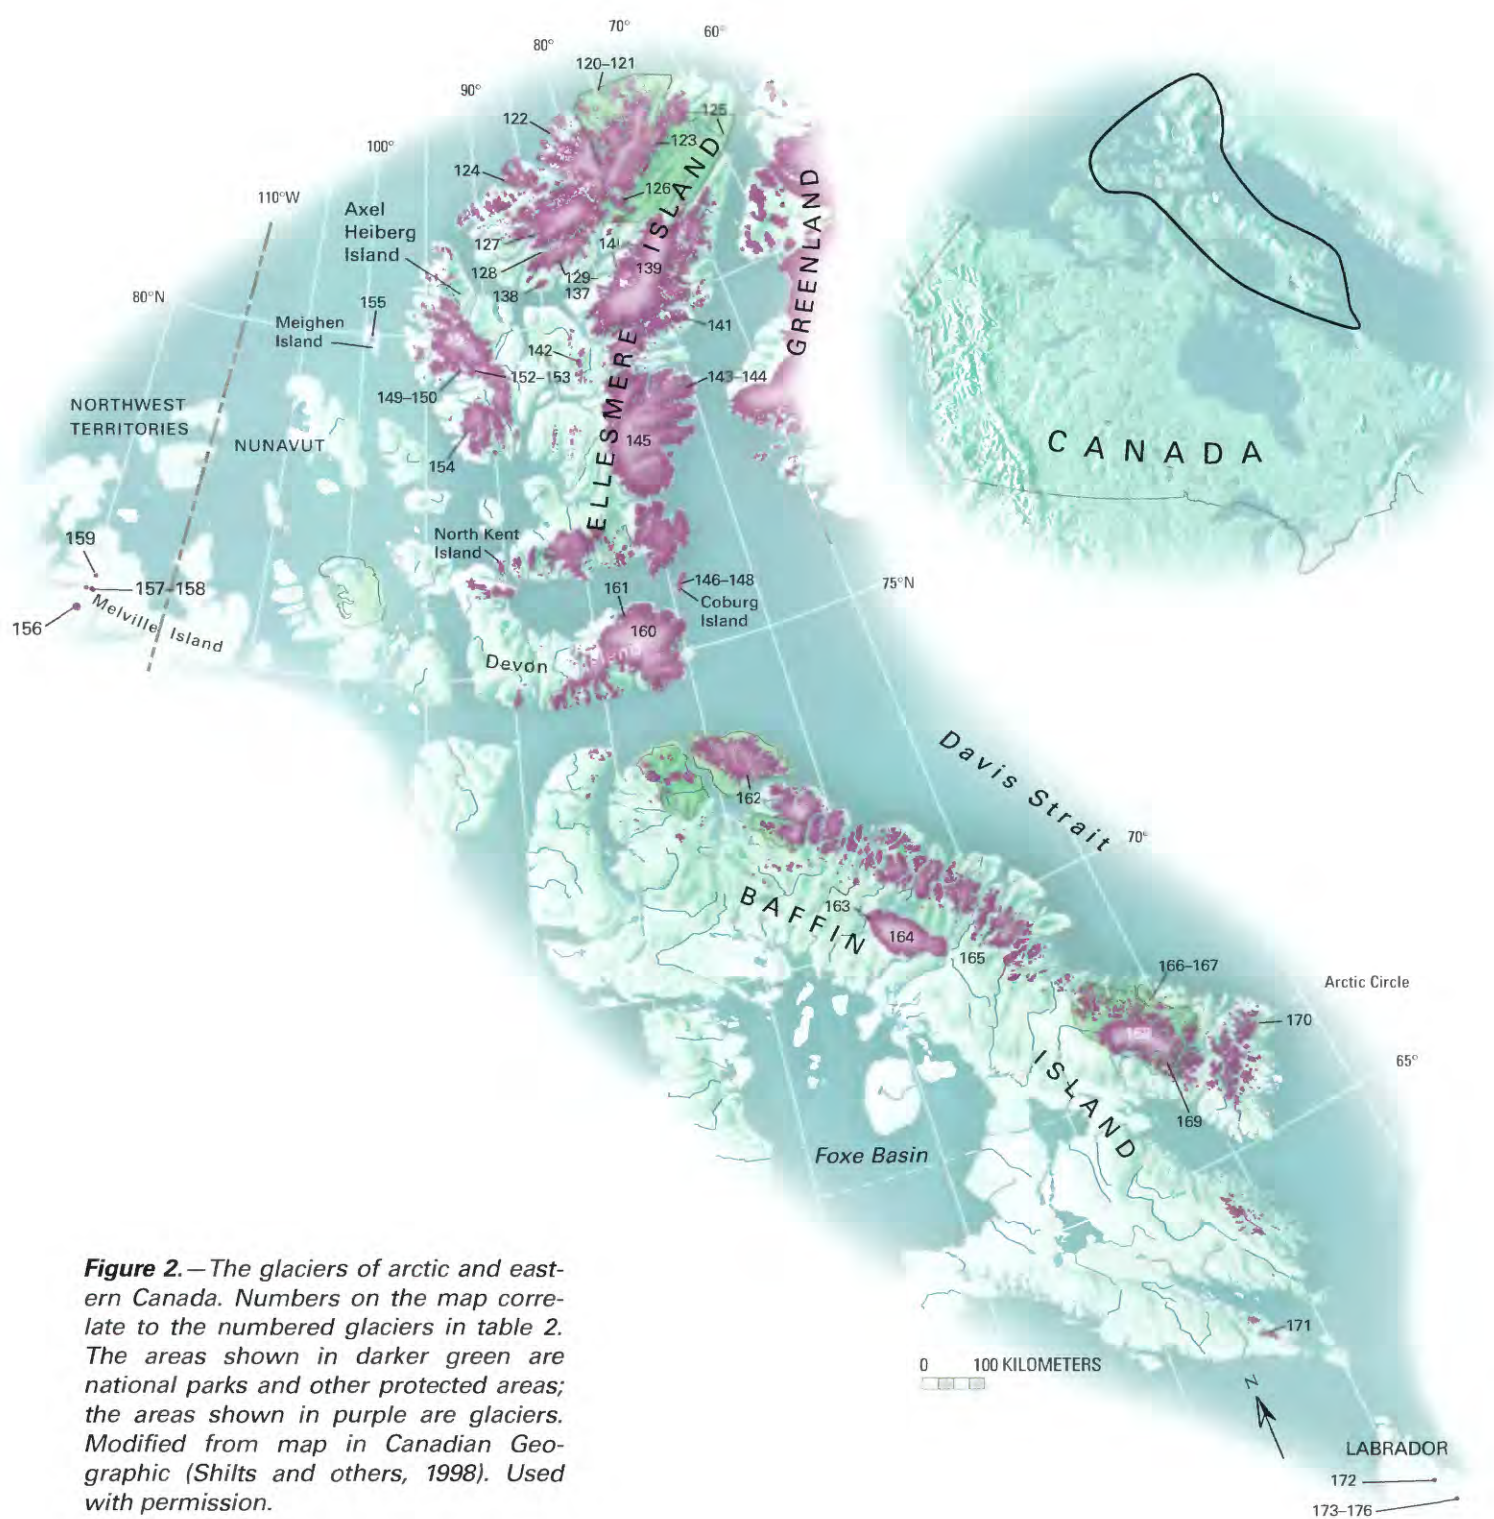 70°
60°
80°
120–121
90°
125
122
123
100°
124
126
110°W
Axel
Heiberg
Island
127
14
139
128
129–
137
138
80°N
155
Meighen
Island
141
142
152–153
143–144
149–150
NORTHWEST
TERRITORIES
NUNAVUT
145
154
ELLESMERE ISLAND
GREENLAND
CANADA
North Kent
Island
159
157–158
156
Melville Island
161
146–148
Coburg
Island
160
Devon
75°N
Davis Strait
70°
162
BAFFIN
163
164
165
166–167
Arctic Circle
170
65°
169
ISLAND
Foxe Basin
171
0 100 KILOMETERS
N
LABRADOR
172
173–176
Figure 2.—The glaciers of arctic and east-
ern Canada. Numbers on the map corre-
late to the numbered glaciers in table 2.
The areas shown in darker green are
national parks and other protected areas;
the areas shown in purple are glaciers.
Modified from map in Canadian Geo-
graphic (Shilts and others, 1998). Used
with permission.